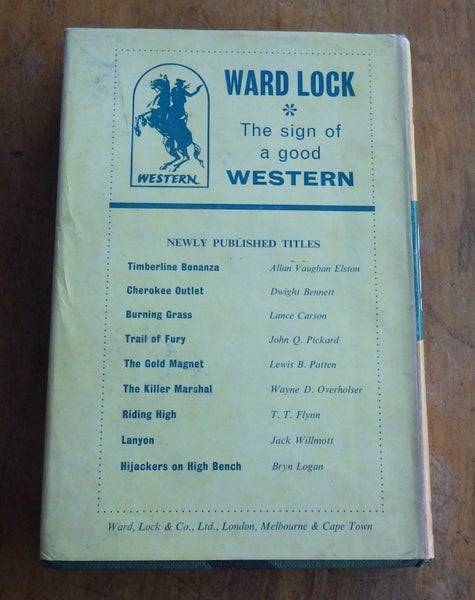 WESTERN
WARD LOCK
*
The sign of
a good
WESTERN
NEWLY PUBLISHED TITLES
Timberline Bonanza Allan Vaughan Elston
Cherokee Outlet Dwight Bennett
Burning Grass Lance Carson
Trail of Fury John Q. Pickard
The Gold Magnet Lewis B. Patten
The Killer Marshal Wayne D. Overholser
Riding High T. T. Flynn
Lanyon Jack Willmott
Hijackers on High Bench Bryn Logan
Ward, Lock & Co., Ltd., London, Melbourne & Cape Town